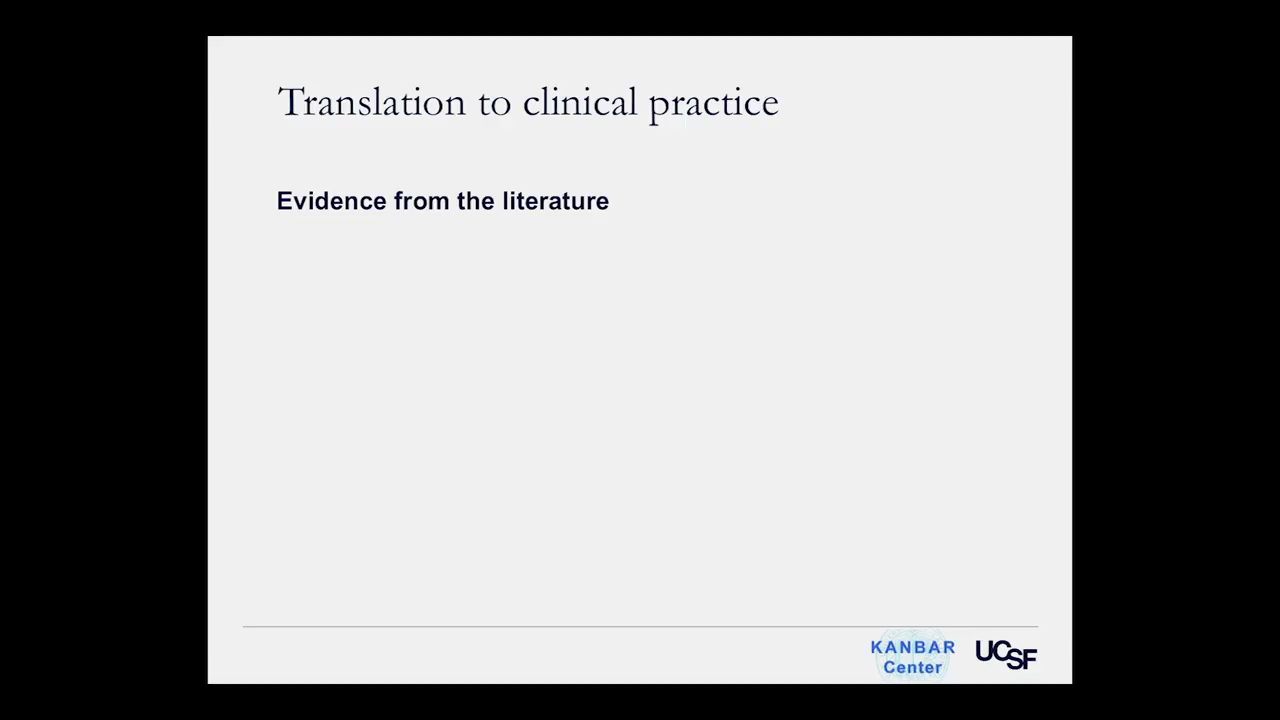 Translation to clinical practice
Evidence from the literature
KANBAR
Center
UCSF